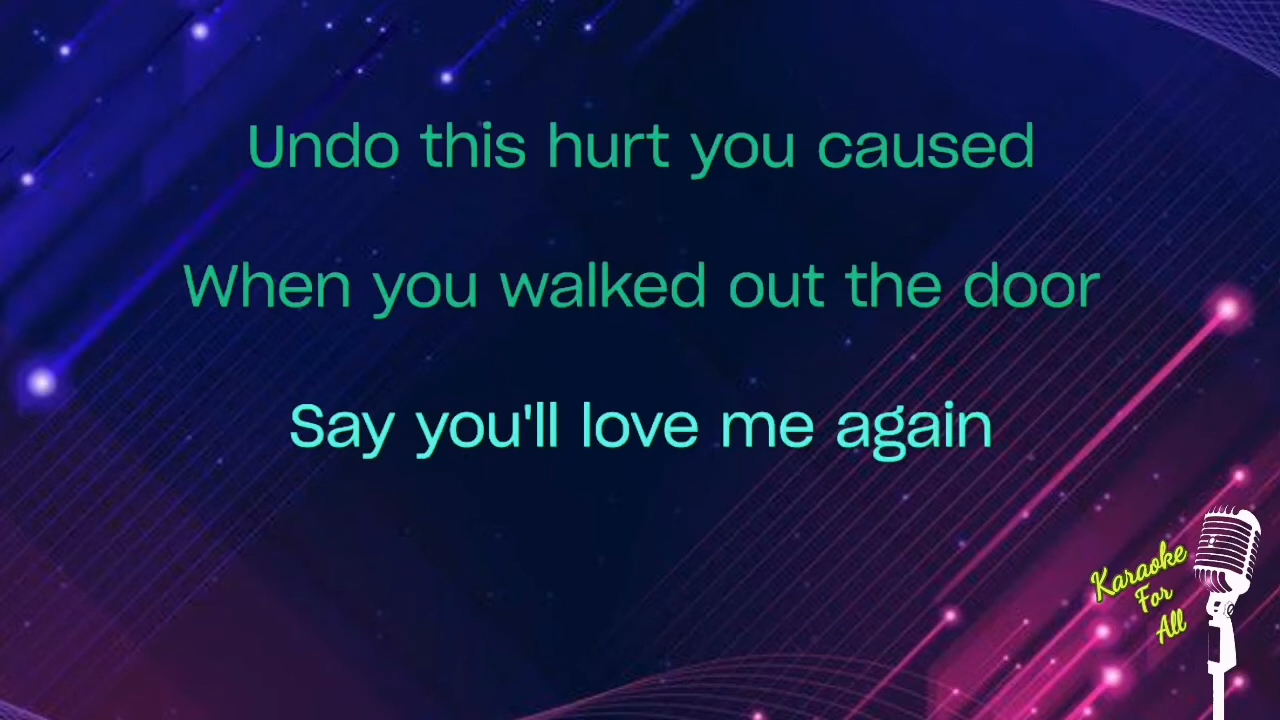 Undo this hurt you caused
When you walked out the door
Say you'll love me again
Karaoke
For
All